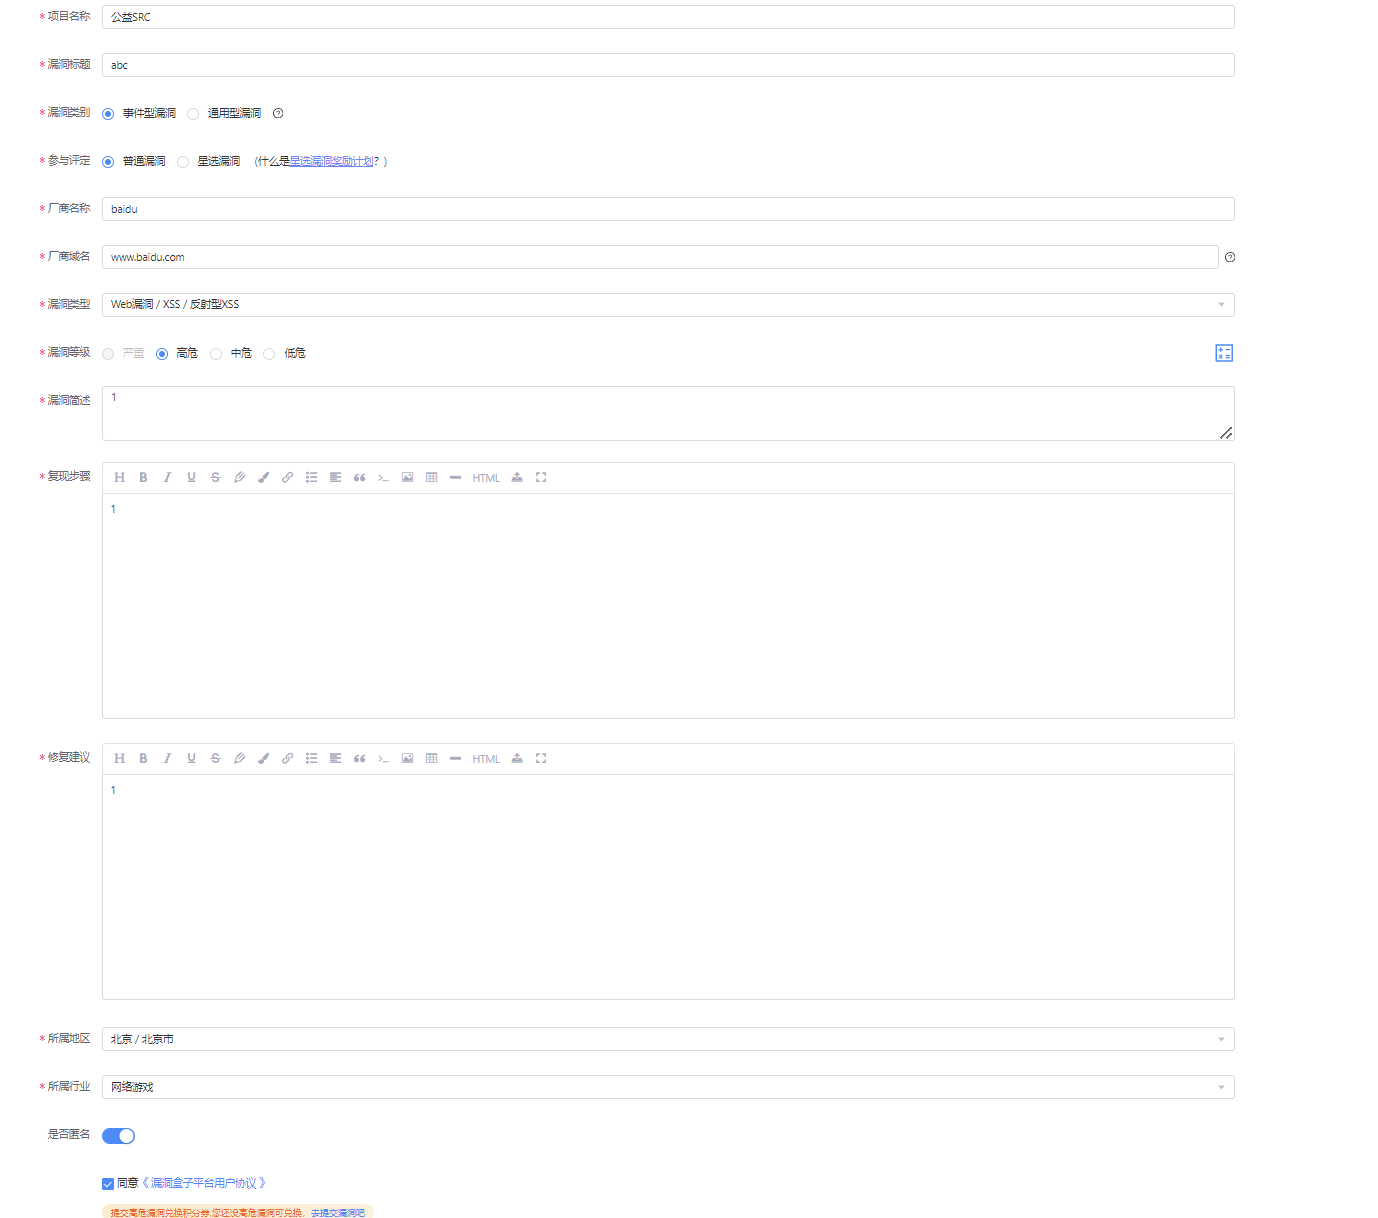 * 项目名称 公益SRC
* 漏洞标题 abc
* 漏洞类别 事件型漏洞 通用型漏洞
* 参与评定 普通漏洞 星选漏洞 (什么是星选漏洞奖励计划? )
* 厂商名称 baidu
* 厂商域名 www.baidu.com
* 漏洞类型 Web漏洞 / XSS / 反射型XSS
* 漏洞等级 严重 高危 中危 低危
* 漏洞简述 1
* 复现步骤 H B I U S HTML
1
* 修复建议 H B I U S HTML
1
* 所属地区 北京 / 北京市
* 所属行业 网络游戏
是否匿名
同意《 漏洞盒子平台用户协议 》
提交高危漏洞兑换积分券,您还没高危漏洞可兑换，去提交漏洞吧